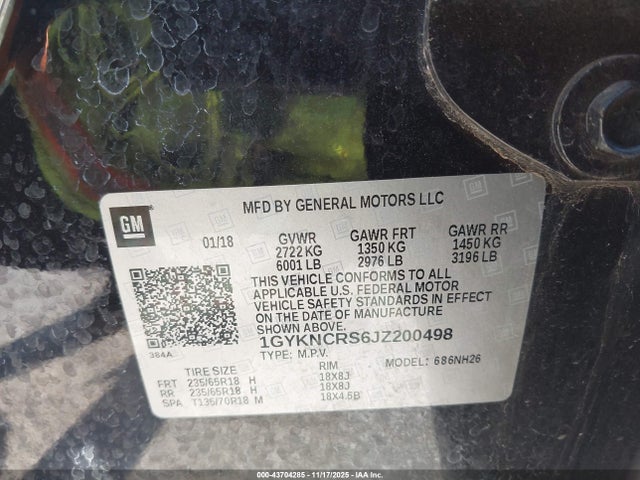 MFD BY GENERAL MOTORS LLC
GM
01/18
GVWR GAWR FRT GAWR RR
2722 KG 1350 KG 1450 KG
6001 LB 2976 LB 3196 LB
THIS VEHICLE CONFORMS TO ALL
APPLICABLE U.S. FEDERAL MOTOR
VEHICLE SAFETY STANDARDS IN EFFECT
ON THE DATE OF MANUFACTURE
SHOWN ABOVE.
1GYKNCRS6JZ200498
TYPE: M.P.V. MODEL: 686NH26
384A
TIRE SIZE RIM
FRT 235/65R18 H 18X8J
RR 235/65R18 H 18X8J
SPA T135/70R18 M 18X4.5B
000-43704285 - 11/17/2025 - IAAI.COM